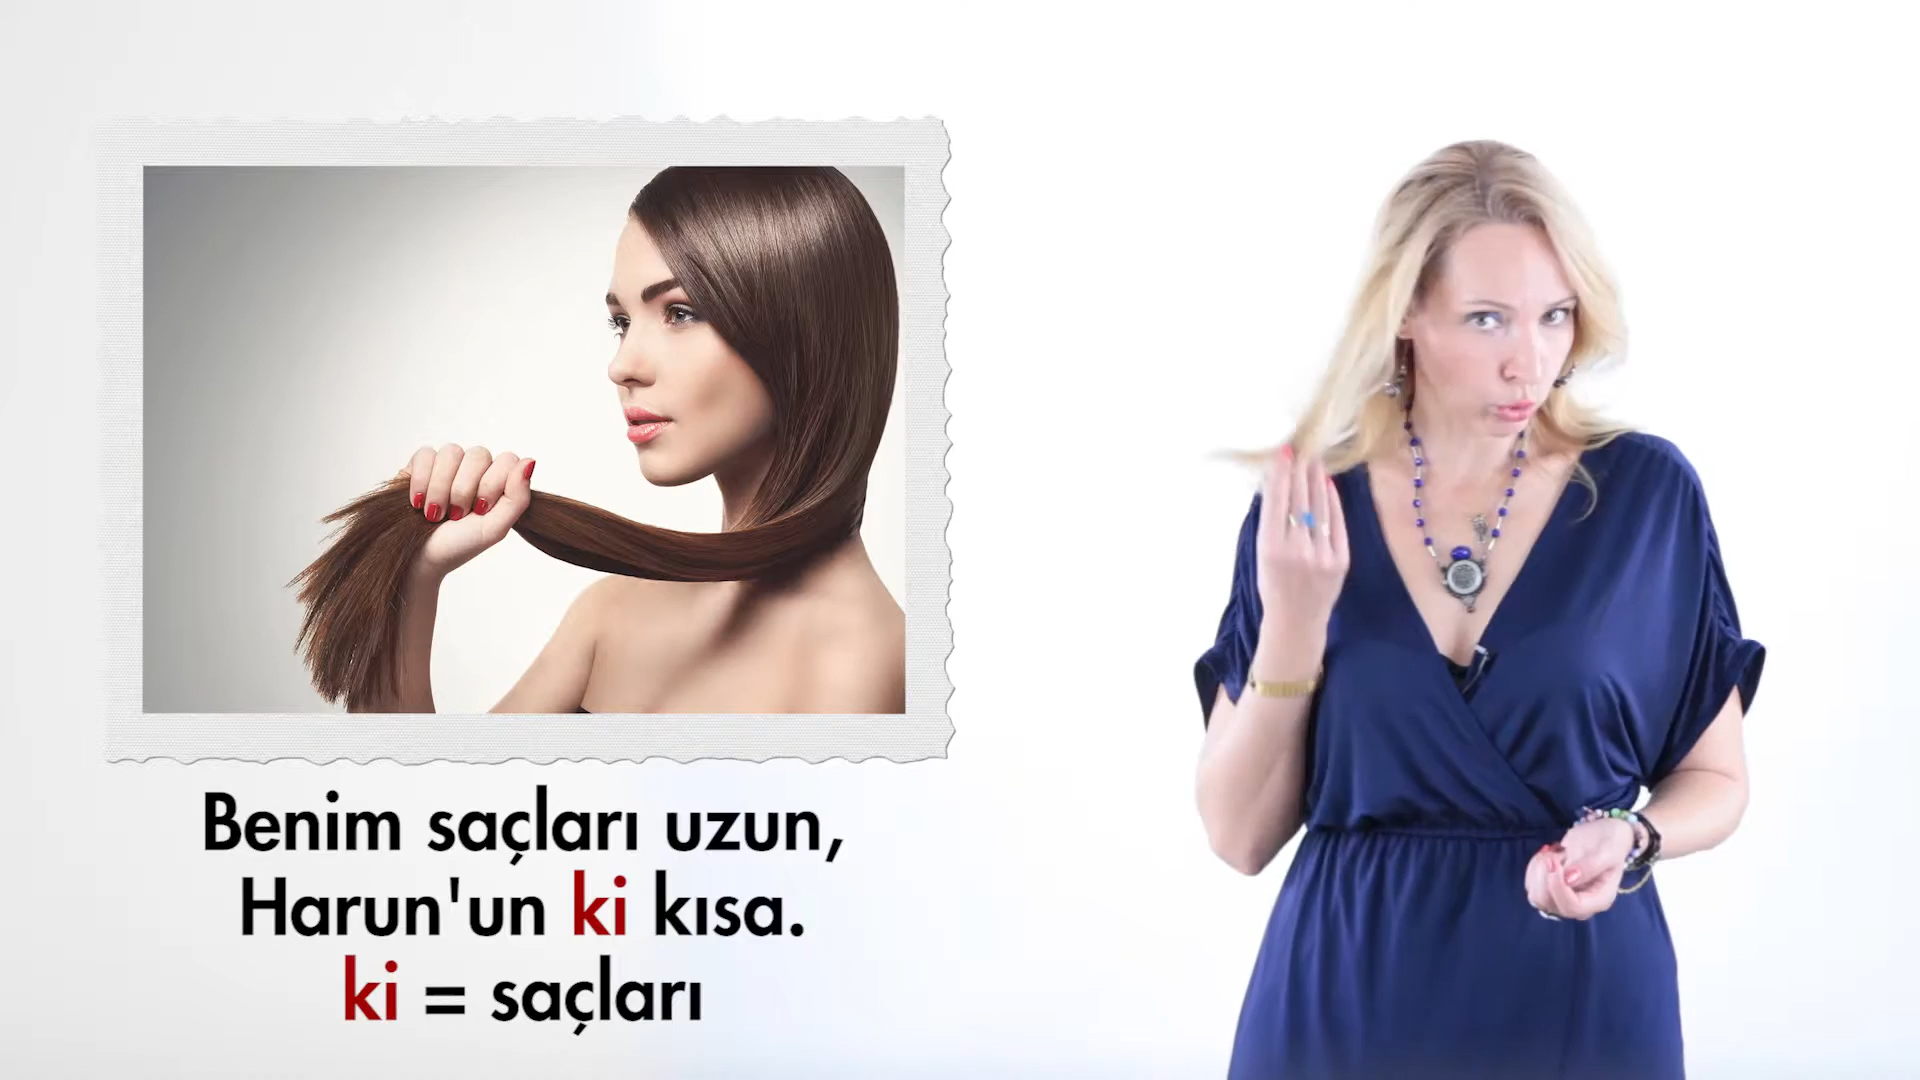 Benim saçları uzun,
Harun'un ki kısa.
ki = saçları